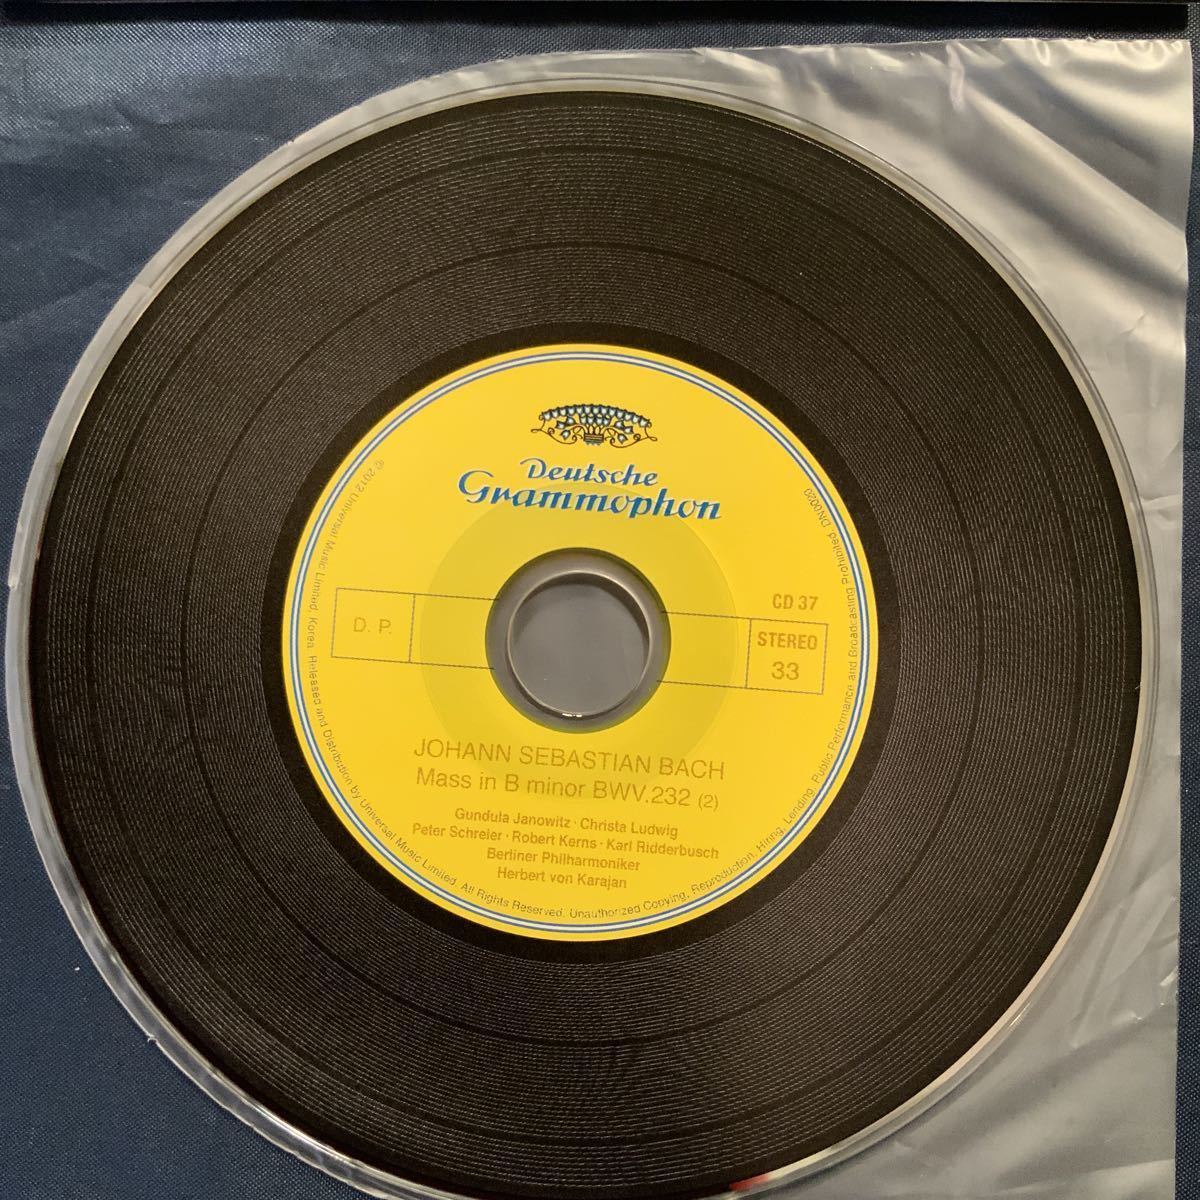 Deutsche
Grammophon
CD 37
D. P.
STEREO
33
JOHANN SEBASTIAN BACH
Mass in B minor BWV.232 (2)
Gundula Janowitz · Christa Ludwig
Peter Schreier · Robert Kerns · Karl Ridderbusch
Berliner Philharmoniker
Herbert von Karajan
© 2012 Universal Music Limited, Korea. Released and Distribution by Universal Music Limited. All Rights Reserved. Unauthorized Copying, Reproduction, Hiring, Lending, Public Performance and Broadcasting Prohibited. DN0020